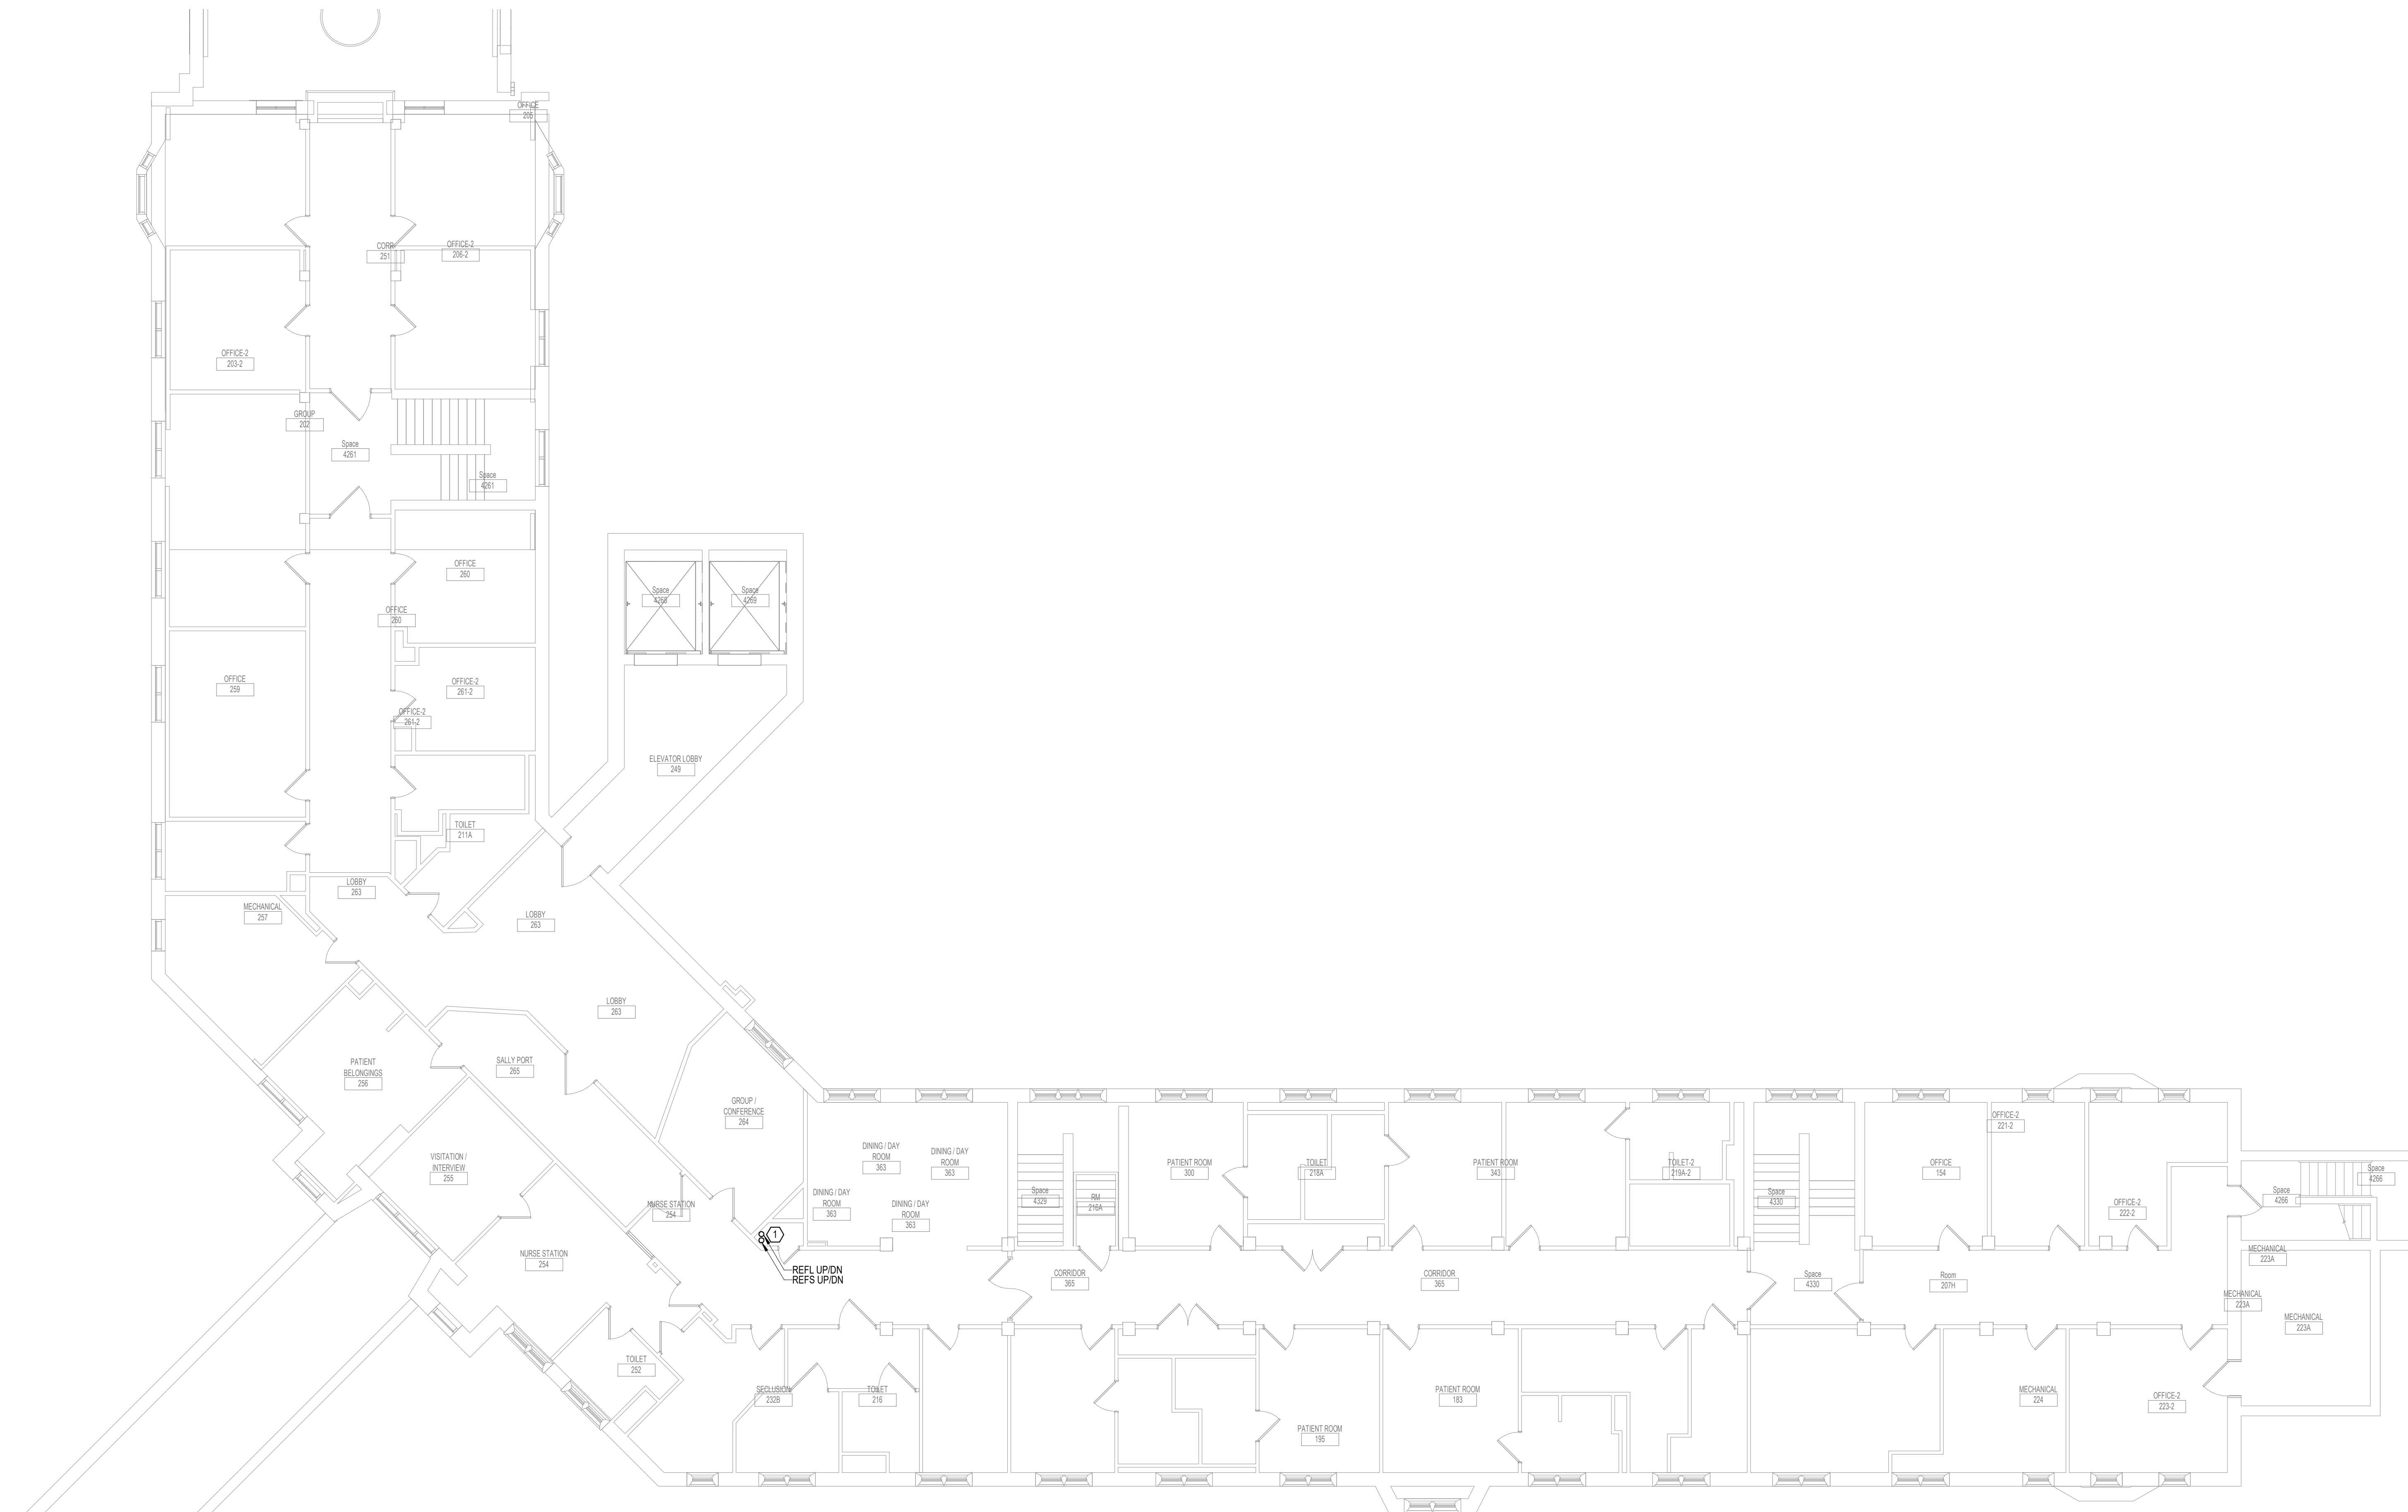 OFFICE
205
CORR
251
OFFICE-2
206-2
OFFICE-2
203-2
GROUP
202
Space
4261
Space
4261
OFFICE
260
OFFICE
260
Space
4268
Space
4269
OFFICE
259
OFFICE-2
261-2
OFFICE-2
261-2
ELEVATOR LOBBY
249
TOILET
211A
LOBBY
263
MECHANICAL
257
LOBBY
263
LOBBY
263
PATIENT
BELONGINGS
256
SALLY PORT
265
GROUP /
CONFERENCE
264
VISITATION /
INTERVIEW
255
NURSE STATION
254
NURSE STATION
254
DINING / DAY
ROOM
363
DINING / DAY
ROOM
363
DINING / DAY
ROOM
363
DINING / DAY
ROOM
363
1
REFL UP/DN
REFS UP/DN
Space
4329
RM
216A
PATIENT ROOM
300
TOILET
218A
PATIENT ROOM
343
TOILET-2
219A-2
Space
4330
OFFICE
154
OFFICE-2
221-2
OFFICE-2
222-2
Space
4266
Space
4266
MECHANICAL
223A
MECHANICAL
223A
MECHANICAL
223A
CORRIDOR
365
CORRIDOR
365
Space
4330
Room
207H
TOILET
252
SECLUSION
232B
TOILET
216
PATIENT ROOM
195
PATIENT ROOM
183
MECHANICAL
224
OFFICE-2
223-2